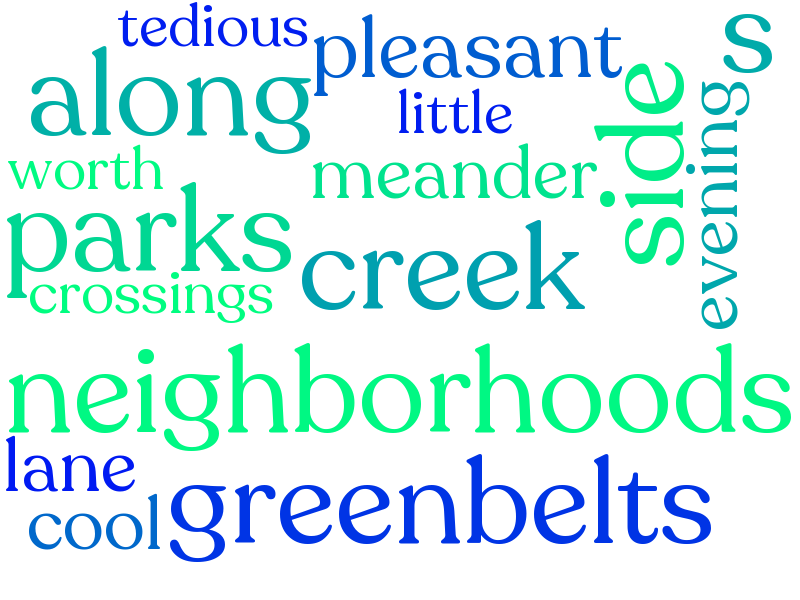 tedious
pleasant
s
along
little
side
evening
worth
meander
parks
creek
crossings
neighborhoods
lane
greenbelts
cool